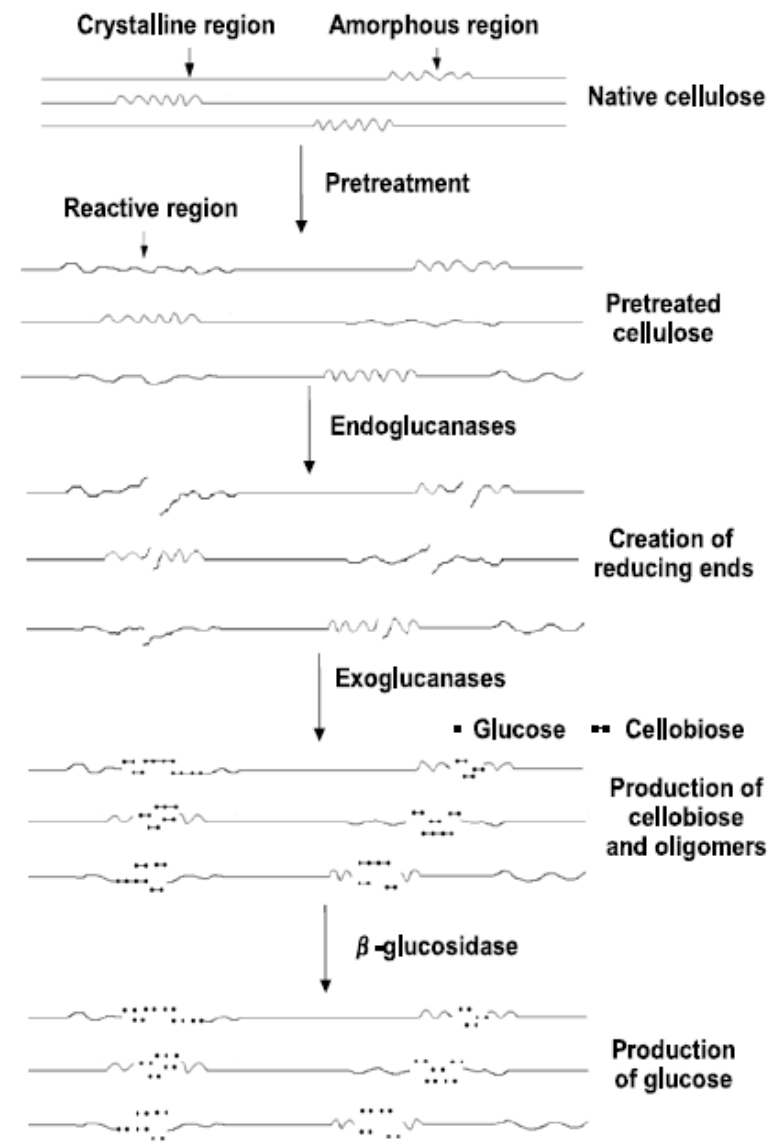 Crystalline region
Amorphous region
Native cellulose
Pretreatment
Reactive region
Pretreated
cellulose
Endoglucanases
Creation of
reducing ends
Exoglucanases
Glucose
Cellobiose
Production of
cellobiose
and oligomers
β-glucosidase
Production
of glucose